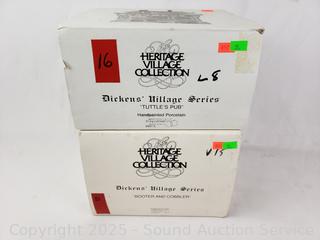 16
HERITAGE
VILLAGE
COLLECTION
L8
Dickens' Village Series
"TUTTLE'S PUB"
Handpainted Porcelain
HERITAGE
VILLAGE
COLLECTION
V15
Dickens' Village Series
"BOOTER AND COBBLER"
Copyright 2025 - Sound Auction Service